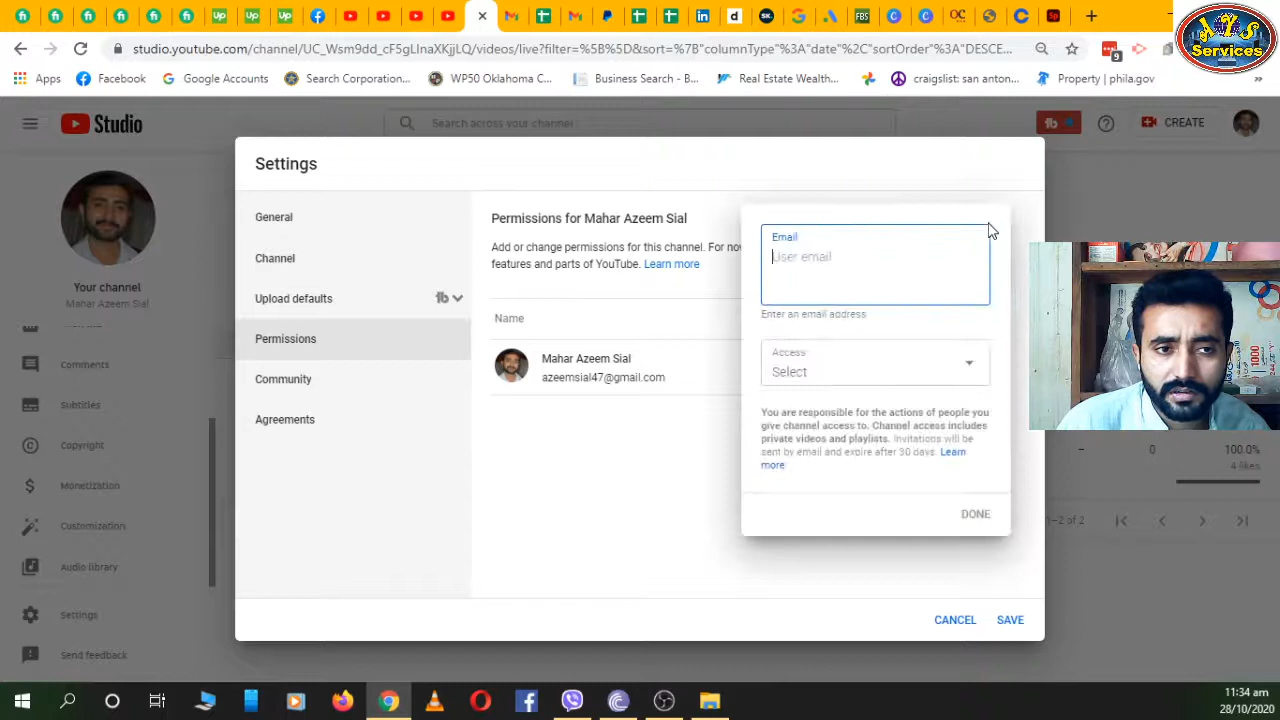 studio.youtube.com/channel/UC_Wsm9dd_cF5gLInaXKjjLQ/videos/live?filter=%5B%5D&sort=%7B"columnType"%3A"date"%2C"sortOrder"%3A"DESCE...
9
Apps Facebook Google Accounts Search Corporation... WP50 Oklahoma C... Business Search - B... Real Estate Wealth... craigslist: san anton... Property | phila.gov
AZS
Services
Studio
Search across your channel
CREATE
Settings
General
Channel
Upload defaults
Permissions
Community
Agreements
Permissions for Mahar Azeem Sial
Add or change permissions for this channel. For now
features and parts of YouTube. Learn more
Name
Mahar Azeem Sial
azeemsial47@gmail.com
Email
User email
Enter an email address
Access
Select
You are responsible for the actions of people you
give channel access to. Channel access includes
private videos and playlists. Invitations will be
sent by email and expire after 30 days. Learn
more
DONE
CANCEL SAVE
Your channel
Mahar Azeem Sial
Comments
Subtitles
Copyright
Monetization
Customization
Audio library
Settings
Send feedback
– 0 100.0%
4 likes
1–2 of 2
11:34 am
28/10/2020